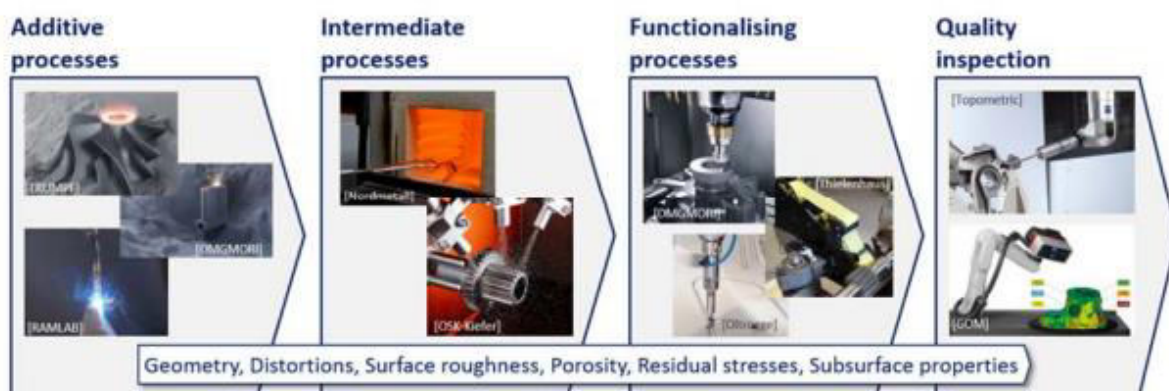 Additive
processes
Intermediate
processes
Functionalising
processes
Quality
inspection
[TRUMPF]
[DMGMORI]
[RAMLAB]
[Nordmetall]
[OSK-Kiefer]
[DMGMORI]
[Thielenhaus]
[Topometric]
[GOM]
Geometry, Distortions, Surface roughness, Porosity, Residual stresses, Subsurface properties